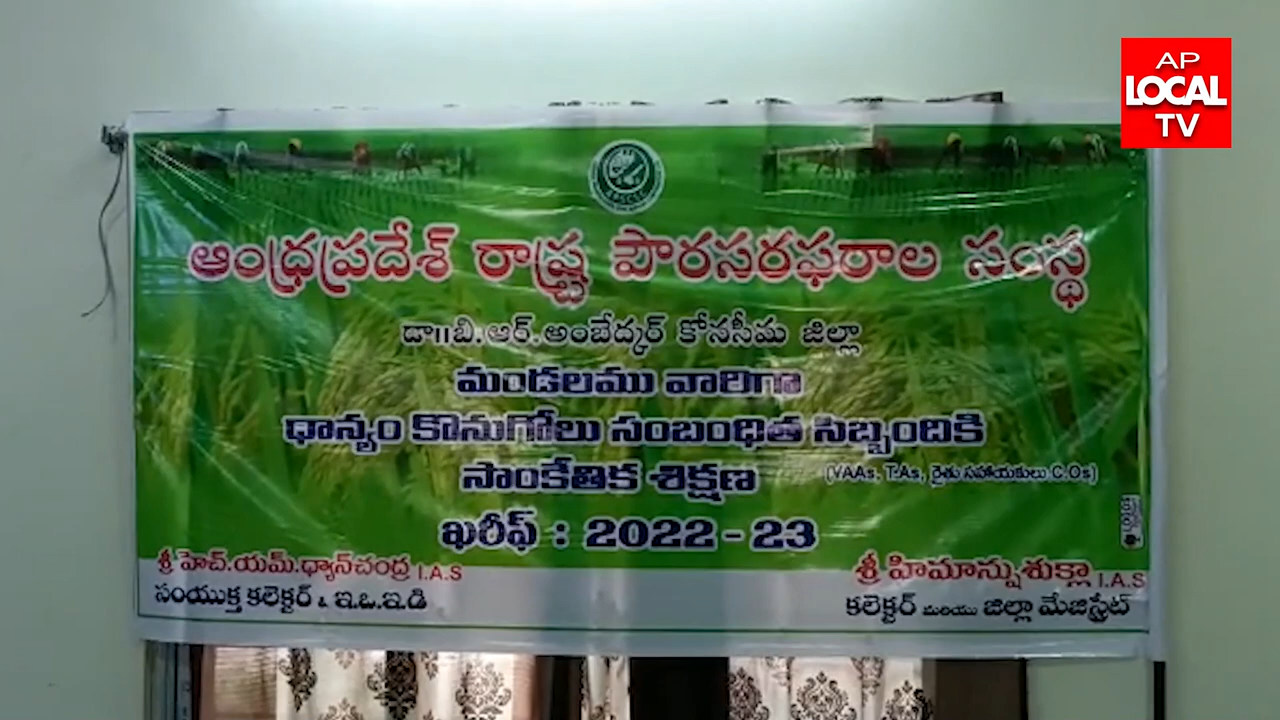 AP
LOCAL
TV
APSCSCL
ఆంధ్రప్రదేశ్ రాష్ట్ర పౌరసరఫరాల సంస్థ
డా॥బి.ఆర్.అంబేద్కర్ కోనసీమ జిల్లా
మండలము వారిగా
ధాన్యం కొనుగోలు సంబంధిత సిబ్బందికి
సాంకేతిక శిక్షణ
(VAAs, T.As, రైతు సహాయకులు C.Os)
ఖరీఫ్ : 2022 - 23
శ్రీ హెచ్.యమ్.ధ్యాన్‌చంద్ర I.A.S
సంయుక్త కలెక్టర్ & ఇ.ఒ.ఇ.డి
శ్రీ హిమాన్షుశుక్లా I.A.S
కలెక్టర్ మరియు జిల్లా మేజిస్ట్రేట్